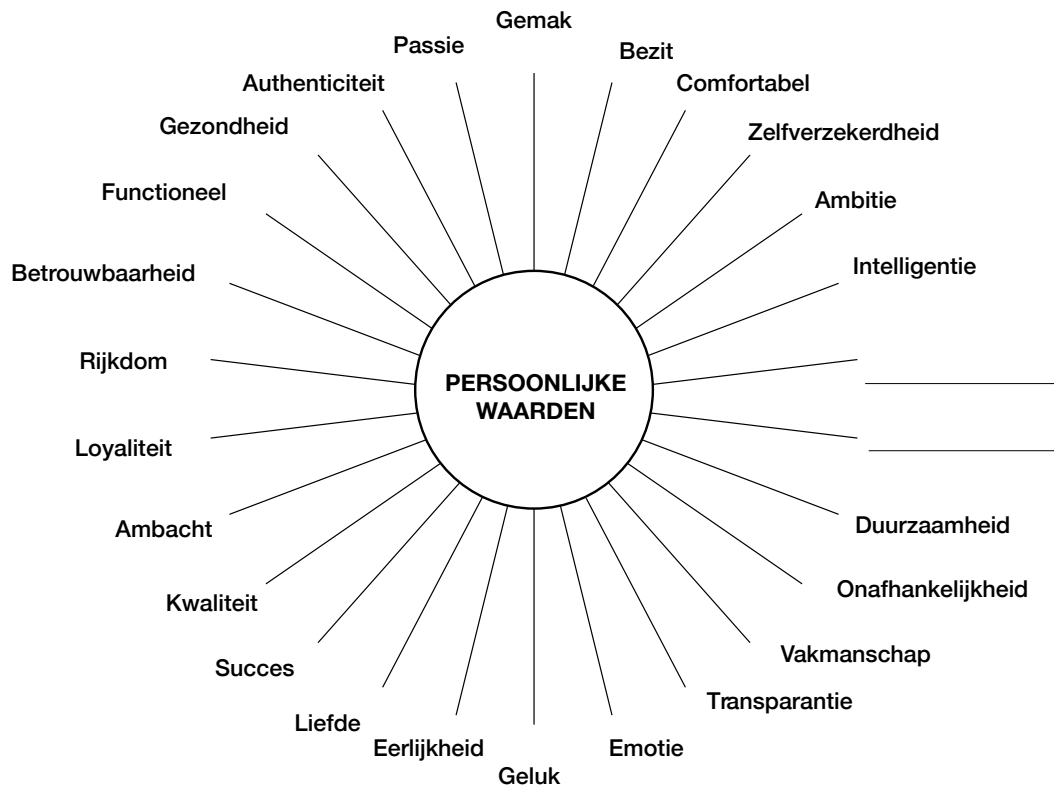 Gemak
Passie
Bezit
Authenticiteit
Comfortabel
Gezondheid
Zelfverzekerdheid
Functioneel
Ambitie
Betrouwbaarheid
Intelligentie
Rijkdom
PERSOONLIJKE
WAARDEN
Loyaliteit
Ambacht
Duurzaamheid
Kwaliteit
Onafhankelijkheid
Succes
Vakmanschap
Liefde
Transparantie
Eerlijkheid
Emotie
Geluk